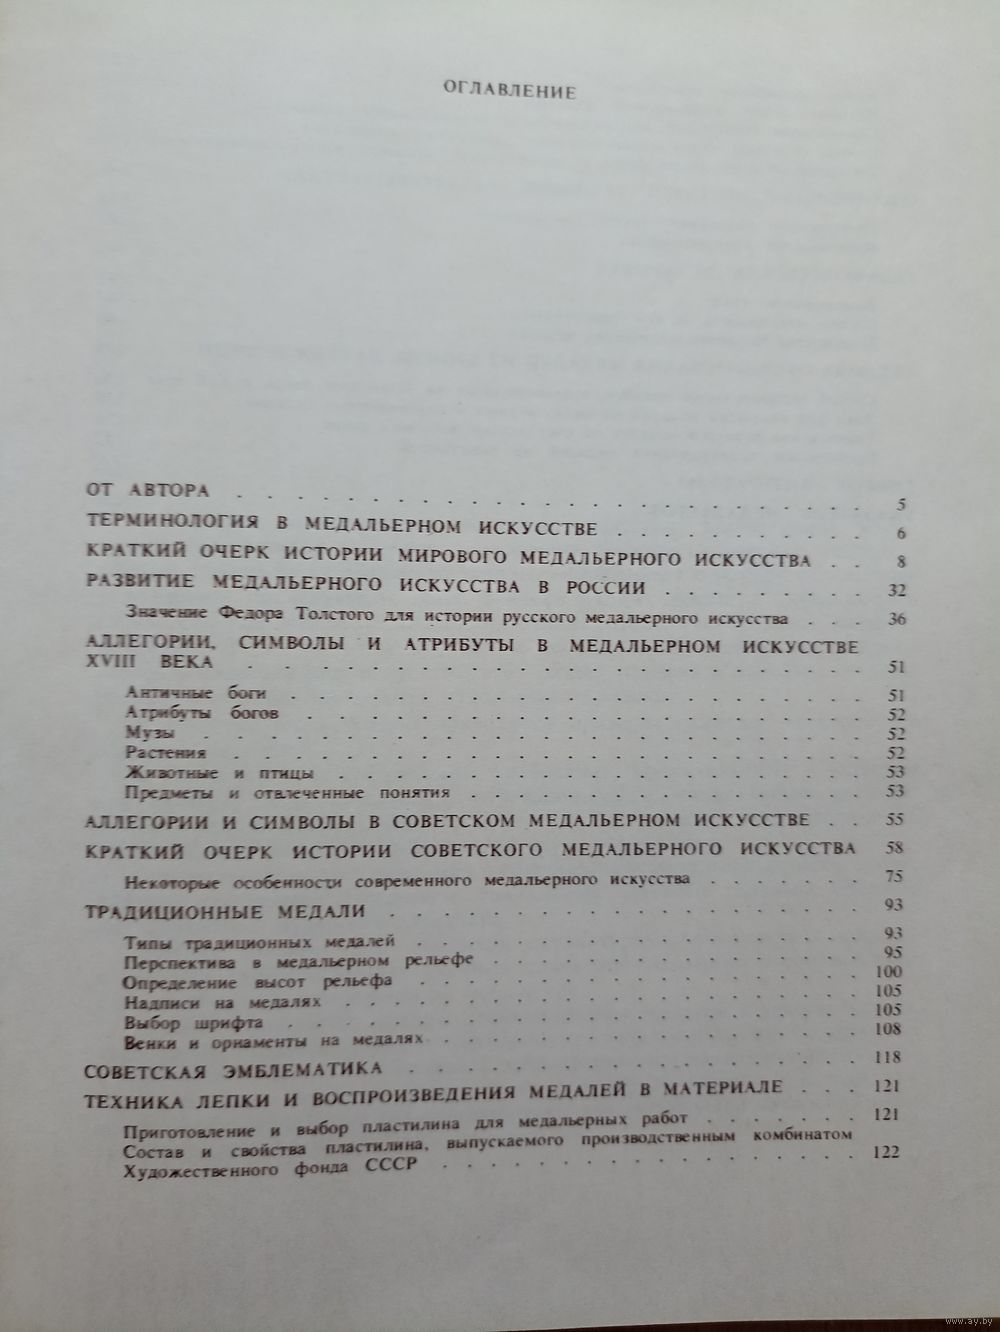 ОГЛАВЛЕНИЕ
ОТ АВТОРА . . . . . . . . . . . . . . . . . . . 5
ТЕРМИНОЛОГИЯ В МЕДАЛЬЕРНОМ ИСКУССТВЕ . . . . . . . . . 6
КРАТКИЙ ОЧЕРК ИСТОРИИ МИРОВОГО МЕДАЛЬЕРНОГО ИСКУССТВА . . 8
РАЗВИТИЕ МЕДАЛЬЕРНОГО ИСКУССТВА В РОССИИ . . . . . . . . 32
Значение Федора Толстого для истории русского медальерного искусства . . . 36
АЛЛЕГОРИИ, СИМВОЛЫ И АТРИБУТЫ В МЕДАЛЬЕРНОМ ИСКУССТВЕ
XVIII ВЕКА . . . . . . . . . . . . . . . . . . 51
Античные боги . . . . . . . . . . . . . . . . . 51
Атрибуты богов . . . . . . . . . . . . . . . . 52
Музы . . . . . . . . . . . . . . . . . . . . 52
Растения . . . . . . . . . . . . . . . . . . . 52
Животные и птицы . . . . . . . . . . . . . . . 53
Предметы и отвлеченные понятия . . . . . . . . . . . 53
АЛЛЕГОРИИ И СИМВОЛЫ В СОВЕТСКОМ МЕДАЛЬЕРНОМ ИСКУССТВЕ . . 55
КРАТКИЙ ОЧЕРК ИСТОРИИ СОВЕТСКОГО МЕДАЛЬЕРНОГО ИСКУССТВА 58
Некоторые особенности современного медальерного искусства . . . . . . 75
ТРАДИЦИОННЫЕ МЕДАЛИ . . . . . . . . . . . . . . 93
Типы традиционных медалей . . . . . . . . . . . . . 93
Перспектива в медальерном рельефе . . . . . . . . . . . 95
Определение высот рельефа . . . . . . . . . . . . . 100
Надписи на медалях . . . . . . . . . . . . . . . 105
Выбор шрифта . . . . . . . . . . . . . . . . . 105
Венки и орнаменты на медалях . . . . . . . . . . . . 108
СОВЕТСКАЯ ЭМБЛЕМАТИКА . . . . . . . . . . . . . 118
ТЕХНИКА ЛЕПКИ И ВОСПРОИЗВЕДЕНИЯ МЕДАЛЕЙ В МАТЕРИАЛЕ . . . 121
Приготовление и выбор пластилина для медальерных работ . . . . . . 121
Состав и свойства пластилина, выпускаемого производственным комбинатом
Художественного фонда СССР . . . . . . . . . . . . 122
www.ay.by